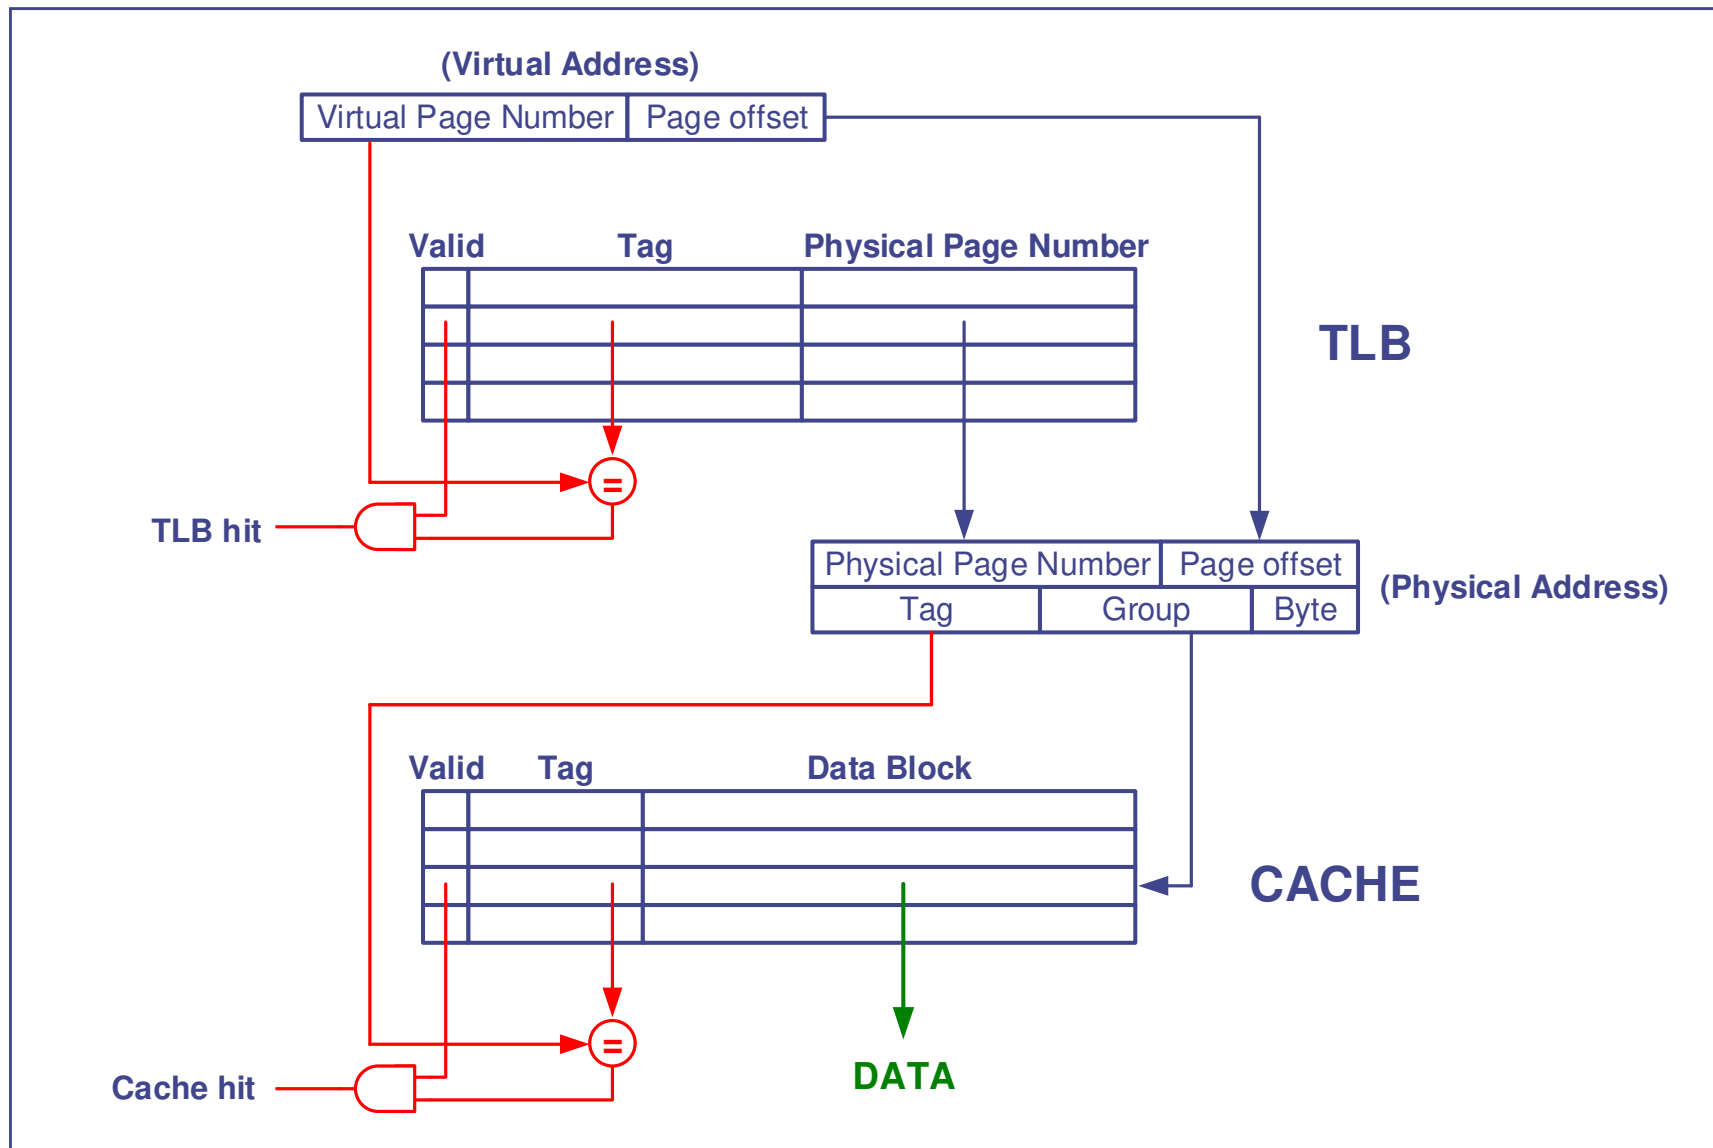 (Virtual Address)
Virtual Page Number Page offset
Valid Tag Physical Page Number
TLB
=
TLB hit
Physical Page Number Page offset
(Physical Address)
Tag Group Byte
Valid Tag Data Block
CACHE
=
Cache hit
DATA